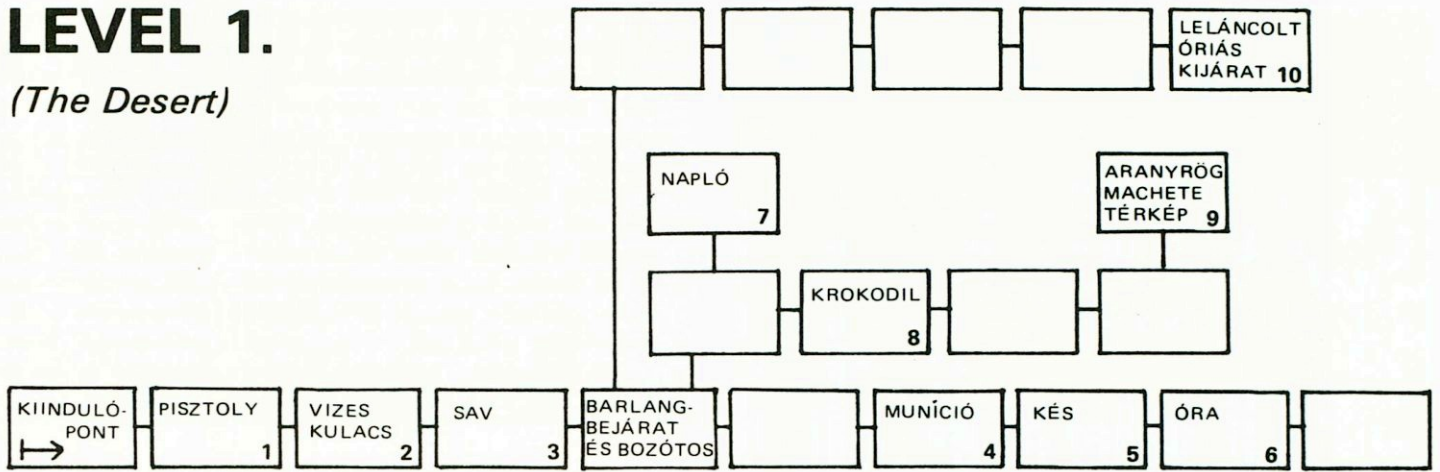 LEVEL 1.
(The Desert)
LELÁNCOLT
ÓRIÁS
KIJÁRAT 10
NAPLÓ
7
ARANYRÖG
MACHETE
TÉRKÉP 9
KROKODIL
8
KIINDULÓ-
PONT
PISZTOLY
1
VIZES
KULACS
2
SAV
3
BARLANG-
BEJÁRAT
ÉS BOZÓTOS
MUNÍCIÓ
4
KÉS
5
ÓRA
6